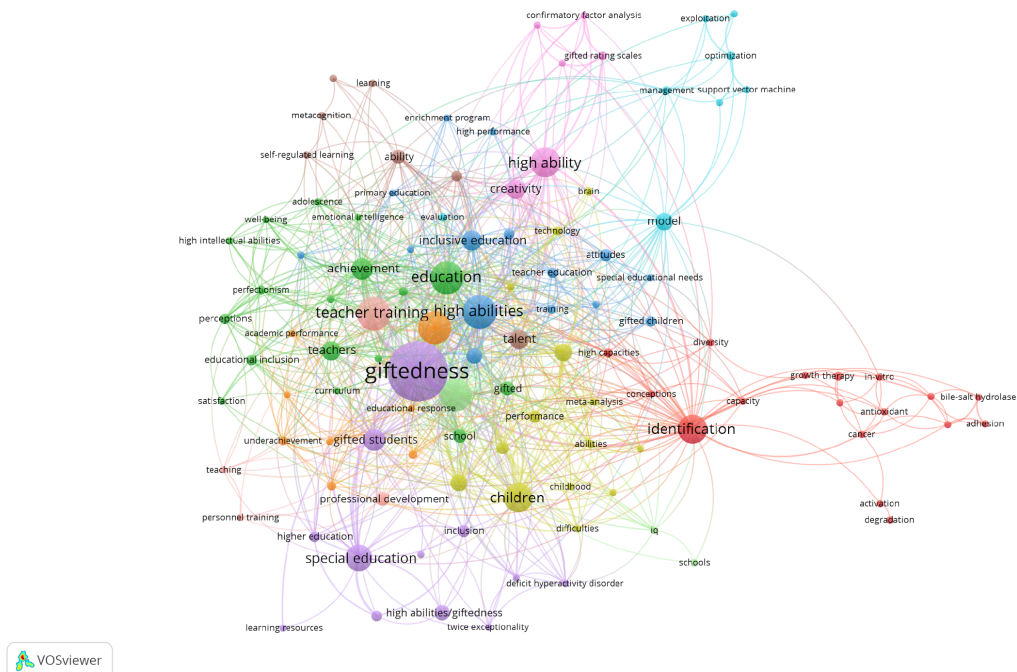 confirmatory factor analysis
exploitation
gifted rating scales
optimization
learning
management
support vector machine
metacognition
enrichment program
high performance
self-regulated learning
ability
high ability
creativity
brain
primary education
adolescence
well-being
emotional intelligence
evaluation
model
technology
high intellectual abilities
inclusive education
attitudes
achievement
education
teacher education
special educational needs
perfectionism
teacher training
high abilities
training
perceptions
gifted children
academic performance
talent
diversity
teachers
high capacities
educational inclusion
giftedness
growth
therapy
in-vitro
curriculum
gifted
conceptions
satisfaction
meta-analysis
capacity
bile-salt hydrolase
educational response
performance
antioxidant
adhesion
identification
school
cancer
underachievement
gifted students
abilities
teaching
childhood
professional development
children
activation
personnel training
degradation
difficulties
iq
higher education
inclusion
special education
schools
deficit hyperactivity disorder
high abilities/giftedness
learning resources
twice exceptionality
VOSviewer